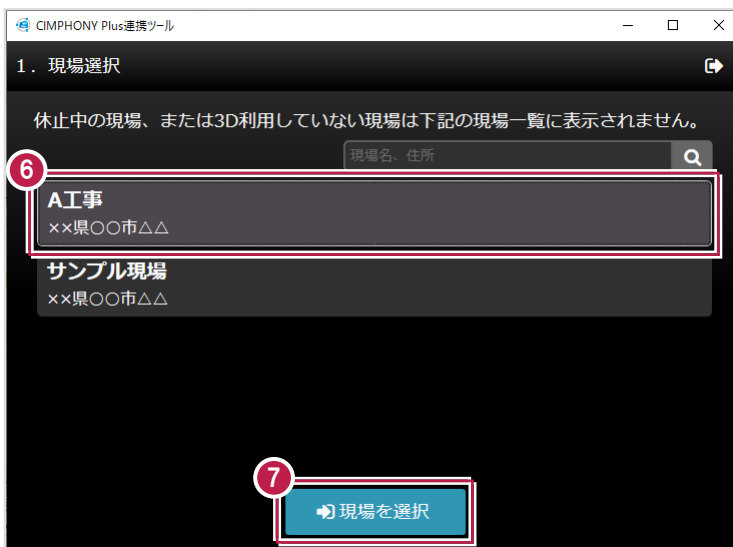 CIMPHONY Plus連携ツール
1．現場選択
休止中の現場、または3D利用していない現場は下記の現場一覧に表示されません。
現場名、住所
6
A工事
××県〇〇市△△
サンプル現場
××県〇〇市△△
7
現場を選択